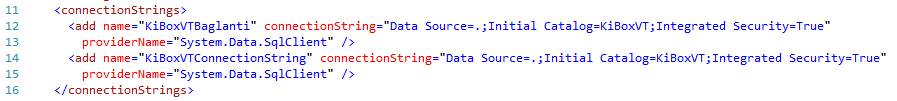 11 <connectionStrings>
12 <add name="KiBoxVTBaglanti" connectionString="Data Source=.;Initial Catalog=KiBoxVT;Integrated Security=True"
13 providerName="System.Data.SqlClient" />
14 <add name="KiBoxVTConnectionString" connectionString="Data Source=.;Initial Catalog=KiBoxVT;Integrated Security=True"
15 providerName="System.Data.SqlClient" />
16 </connectionStrings>